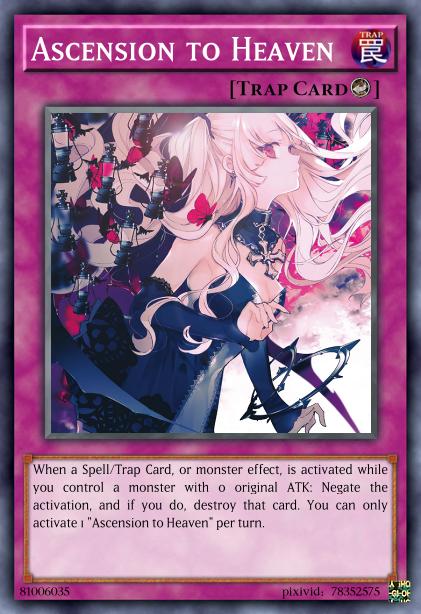 ASCENSION TO HEAVEN
TRAP
罠
[TRAP CARD]
When a Spell/Trap Card, or monster effect, is activated while
you control a monster with 0 original ATK: Negate the
activation, and if you do, destroy that card. You can only
activate 1 "Ascension to Heaven" per turn.
81006035
pixivid: 78352575